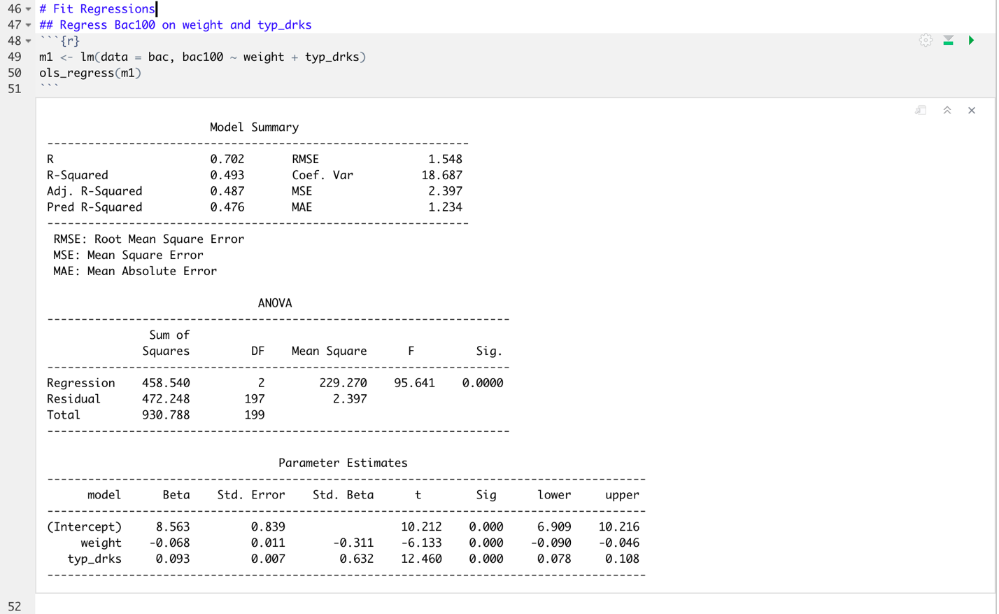 46 # Fit Regressions
47 ## Regress Bac100 on weight and typ_drks
48 ```{r}
49 m1 <- lm(data = bac, bac100 ~ weight + typ_drks)
50 ols_regress(m1)
51 ```
Model Summary
--------------------------------------------------------------
R 0.702 RMSE 1.548
R-Squared 0.493 Coef. Var 18.687
Adj. R-Squared 0.487 MSE 2.397
Pred R-Squared 0.476 MAE 1.234
--------------------------------------------------------------
RMSE: Root Mean Square Error
MSE: Mean Square Error
MAE: Mean Absolute Error
ANOVA
--------------------------------------------------------------------
Sum of
Squares DF Mean Square F Sig.
--------------------------------------------------------------------
Regression 458.540 2 229.270 95.641 0.0000
Residual 472.248 197 2.397
Total 930.788 199
--------------------------------------------------------------------
Parameter Estimates
----------------------------------------------------------------------------------------
model Beta Std. Error Std. Beta t Sig lower upper
----------------------------------------------------------------------------------------
(Intercept) 8.563 0.839 10.212 0.000 6.909 10.216
weight -0.068 0.011 -0.311 -6.133 0.000 -0.090 -0.046
typ_drks 0.093 0.007 0.632 12.460 0.000 0.078 0.108
----------------------------------------------------------------------------------------
52